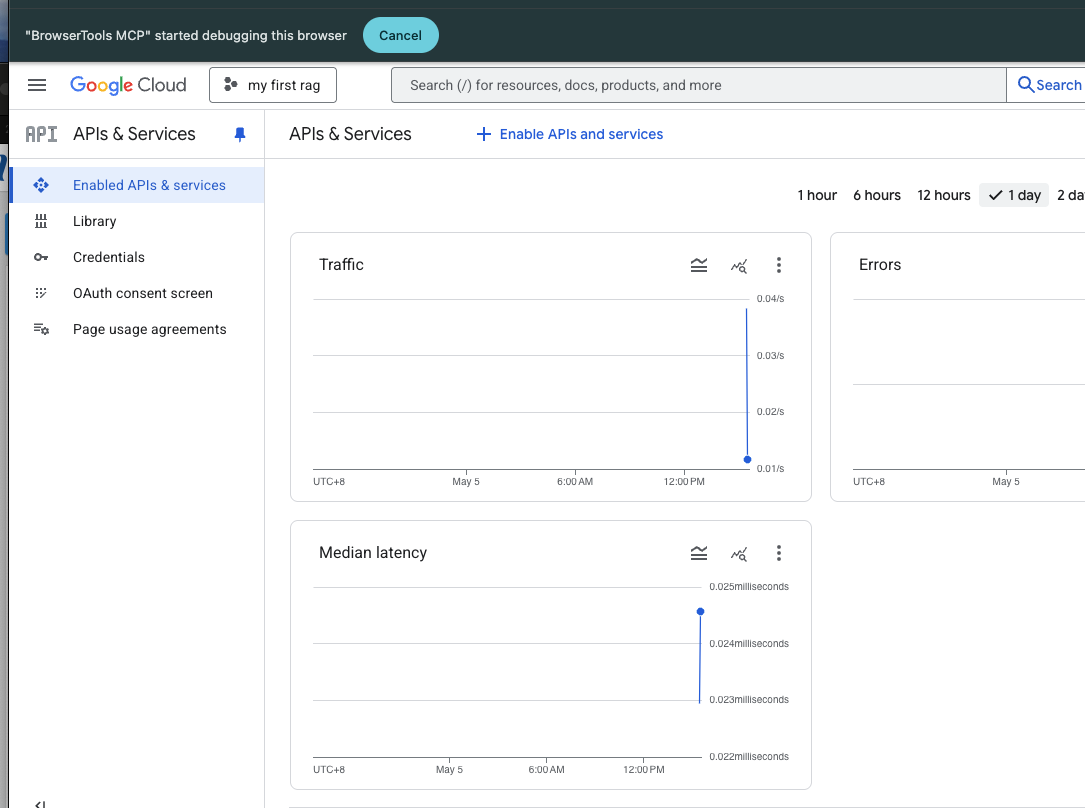 "BrowserTools MCP" started debugging this browser
Cancel
Google Cloud
my first rag
Search (/) for resources, docs, products, and more
Search
API
APIs & Services
APIs & Services
Enable APIs and services
Enabled APIs & services
Library
Credentials
OAuth consent screen
Page usage agreements
1 hour 6 hours 12 hours 1 day 2 da
Traffic
0.04/s
0.03/s
0.02/s
0.01/s
UTC+8 May 5 6:00 AM 12:00 PM
Errors
UTC+8 May 5
Median latency
0.025milliseconds
0.024milliseconds
0.023milliseconds
0.022milliseconds
UTC+8 May 5 6:00 AM 12:00 PM